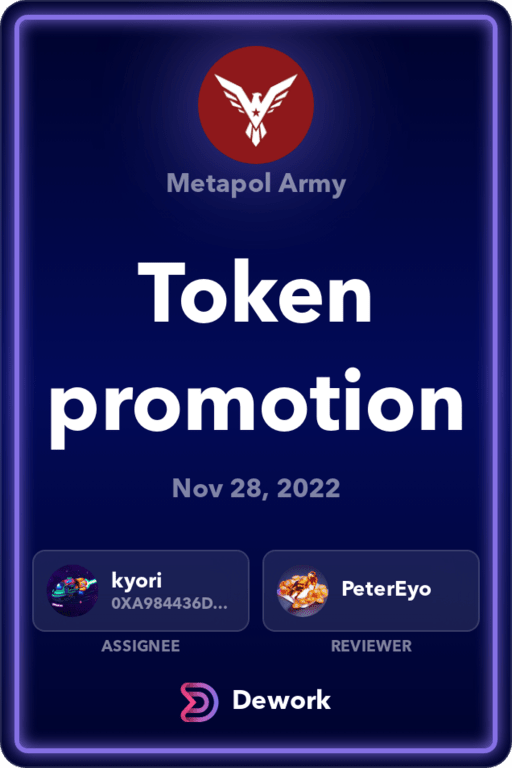 Metapol Army
Token
promotion
Nov 28, 2022
kyori
0XA984436D...
PeterEyo
ASSIGNEE
REVIEWER
Dework